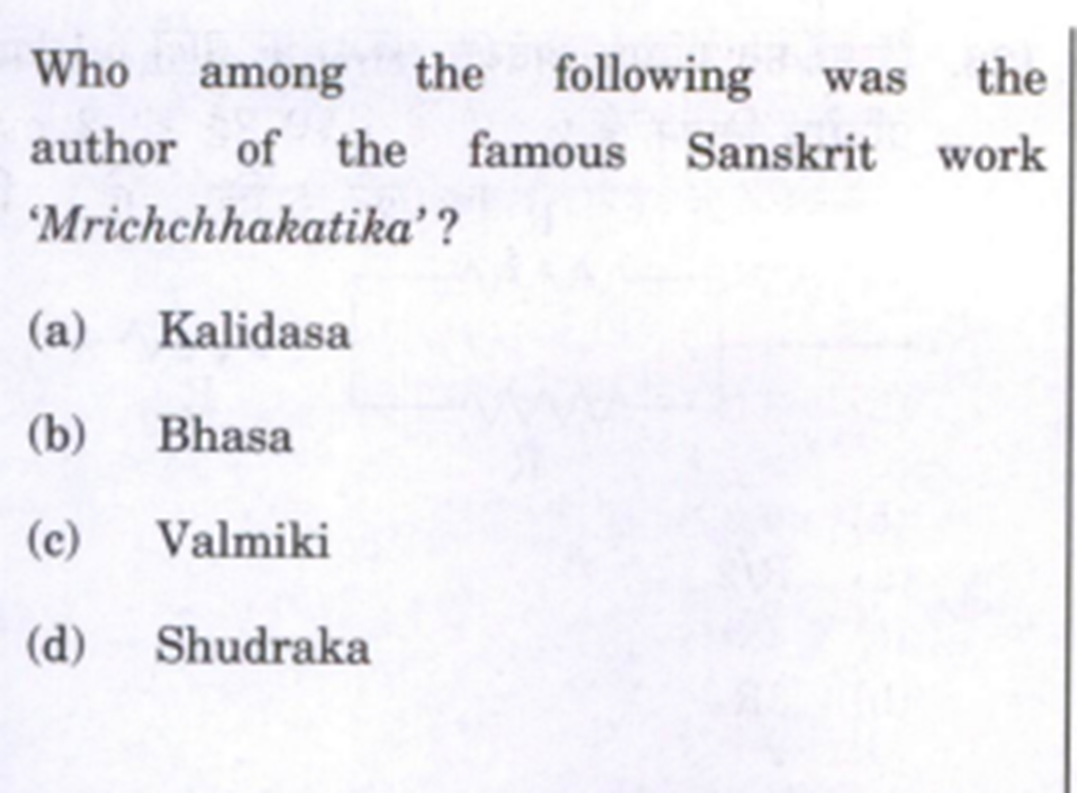 Who among the following was the
author of the famous Sanskrit work
‘Mrichchhakatika’ ?
(a) Kalidasa
(b) Bhasa
(c) Valmiki
(d) Shudraka